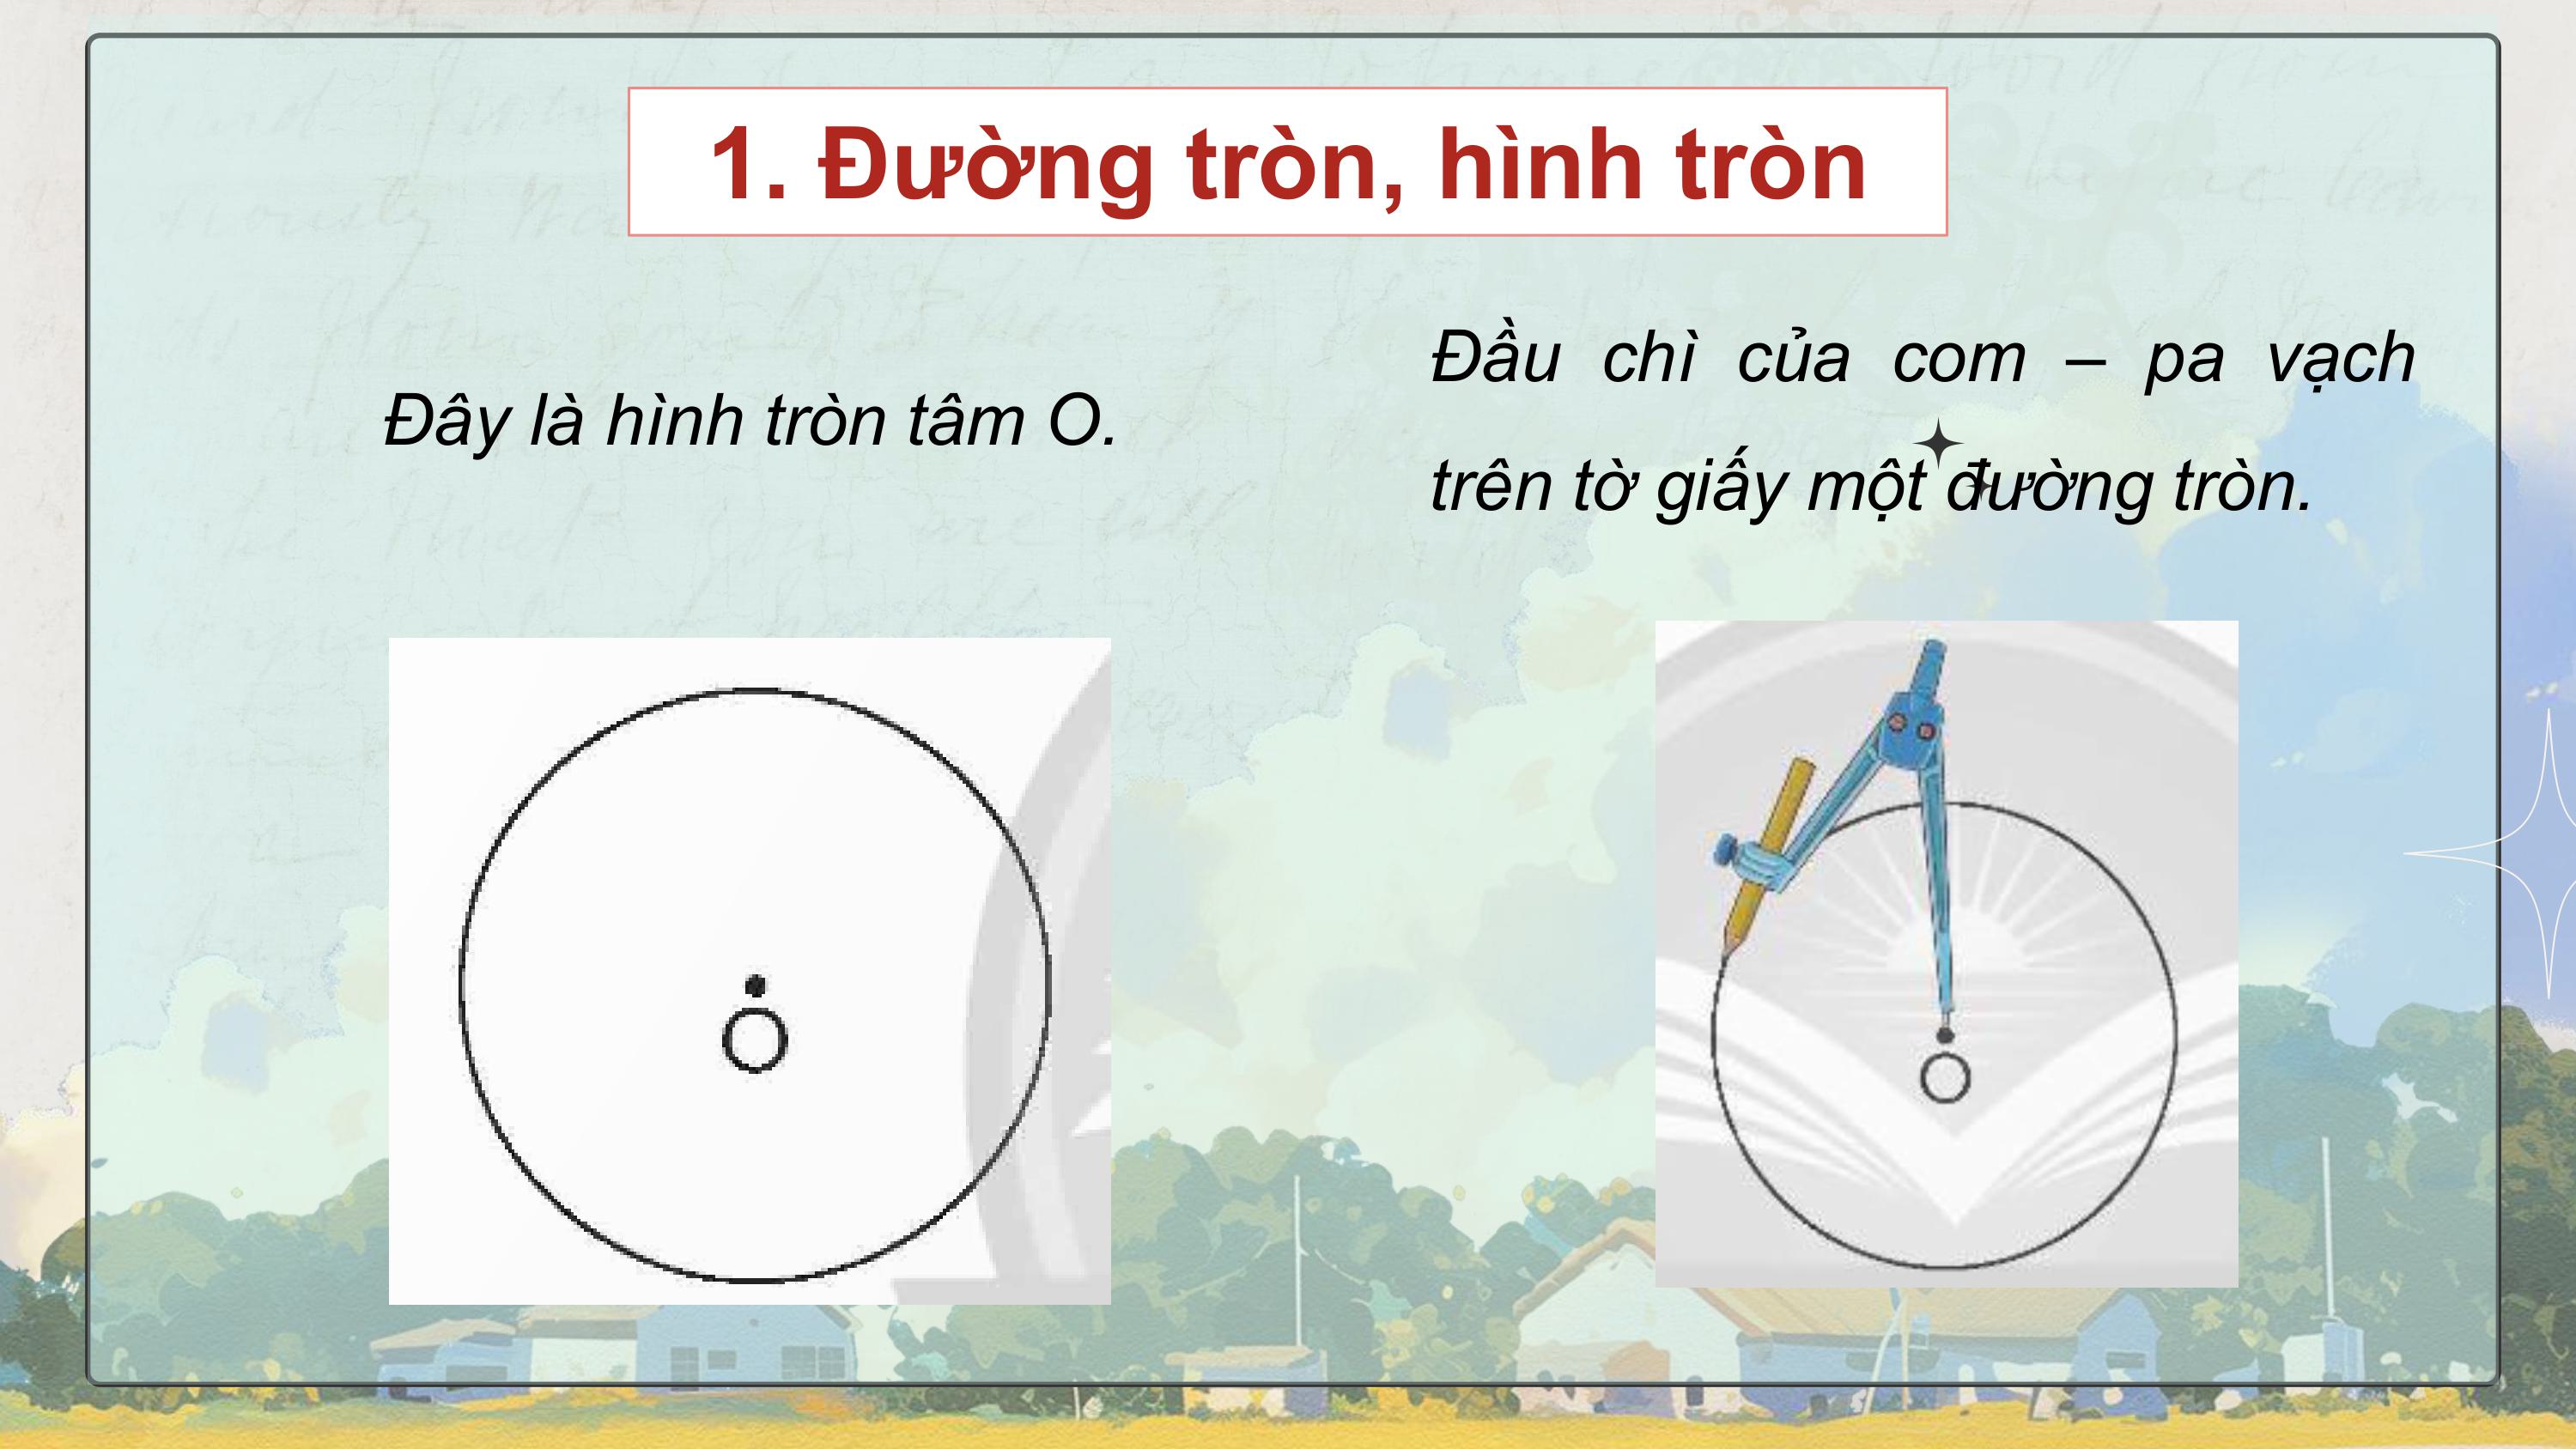 1. Đường tròn, hình tròn
Đây là hình tròn tâm O.
Đầu chì của com – pa vạch
trên tờ giấy một đường tròn.
O
O